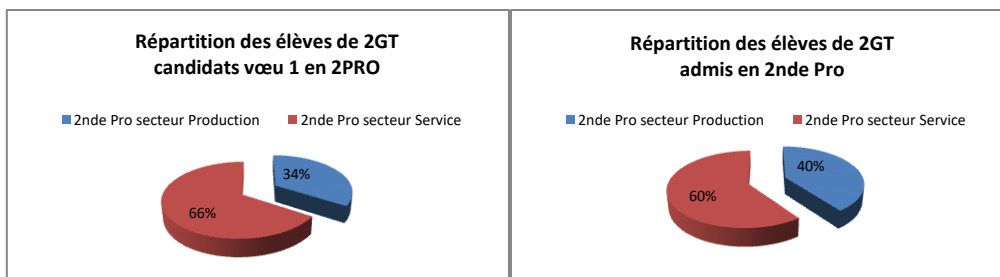 Répartition des élèves de 2GT
candidats vœu 1 en 2PRO
2nde Pro secteur Production 2nde Pro secteur Service
34%
66%
Répartition des élèves de 2GT
admis en 2nde Pro
2nde Pro secteur Production 2nde Pro secteur Service
40%
60%